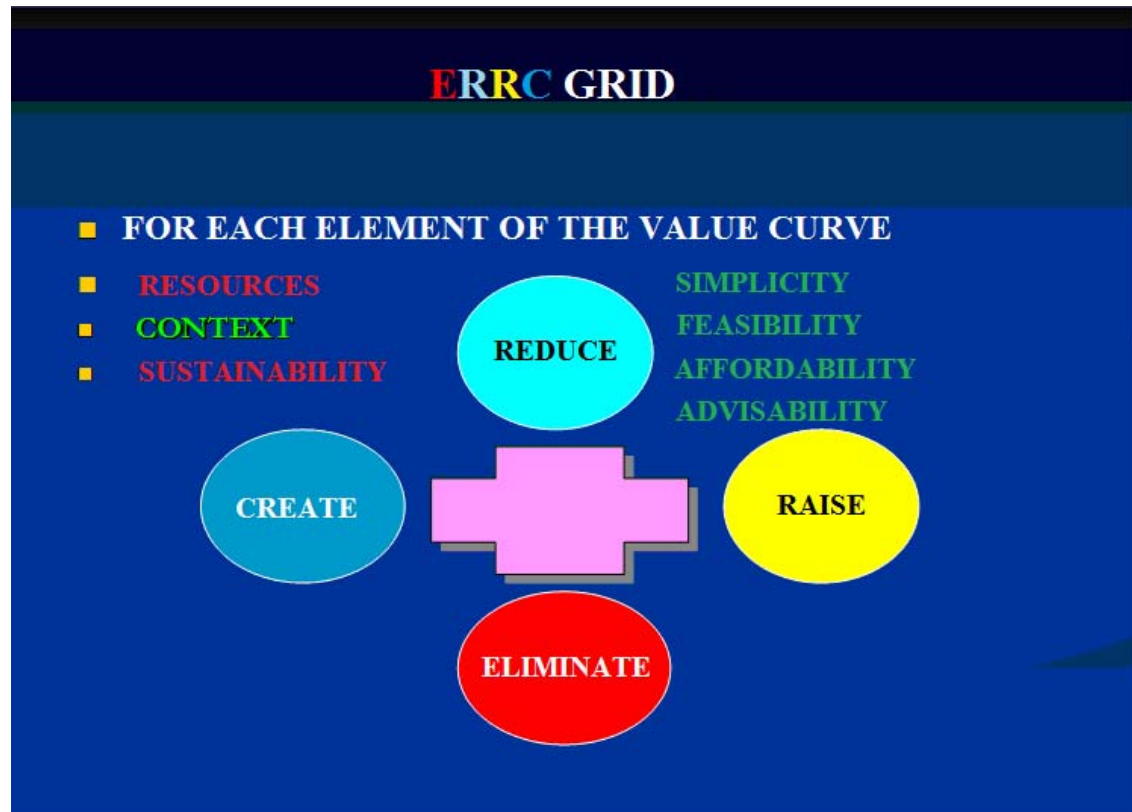 ERRC GRID
FOR EACH ELEMENT OF THE VALUE CURVE
RESOURCES
CONTEXT
SUSTAINABILITY
SIMPLICITY
FEASIBILITY
AFFORDABILITY
ADVISABILITY
REDUCE
CREATE
RAISE
ELIMINATE